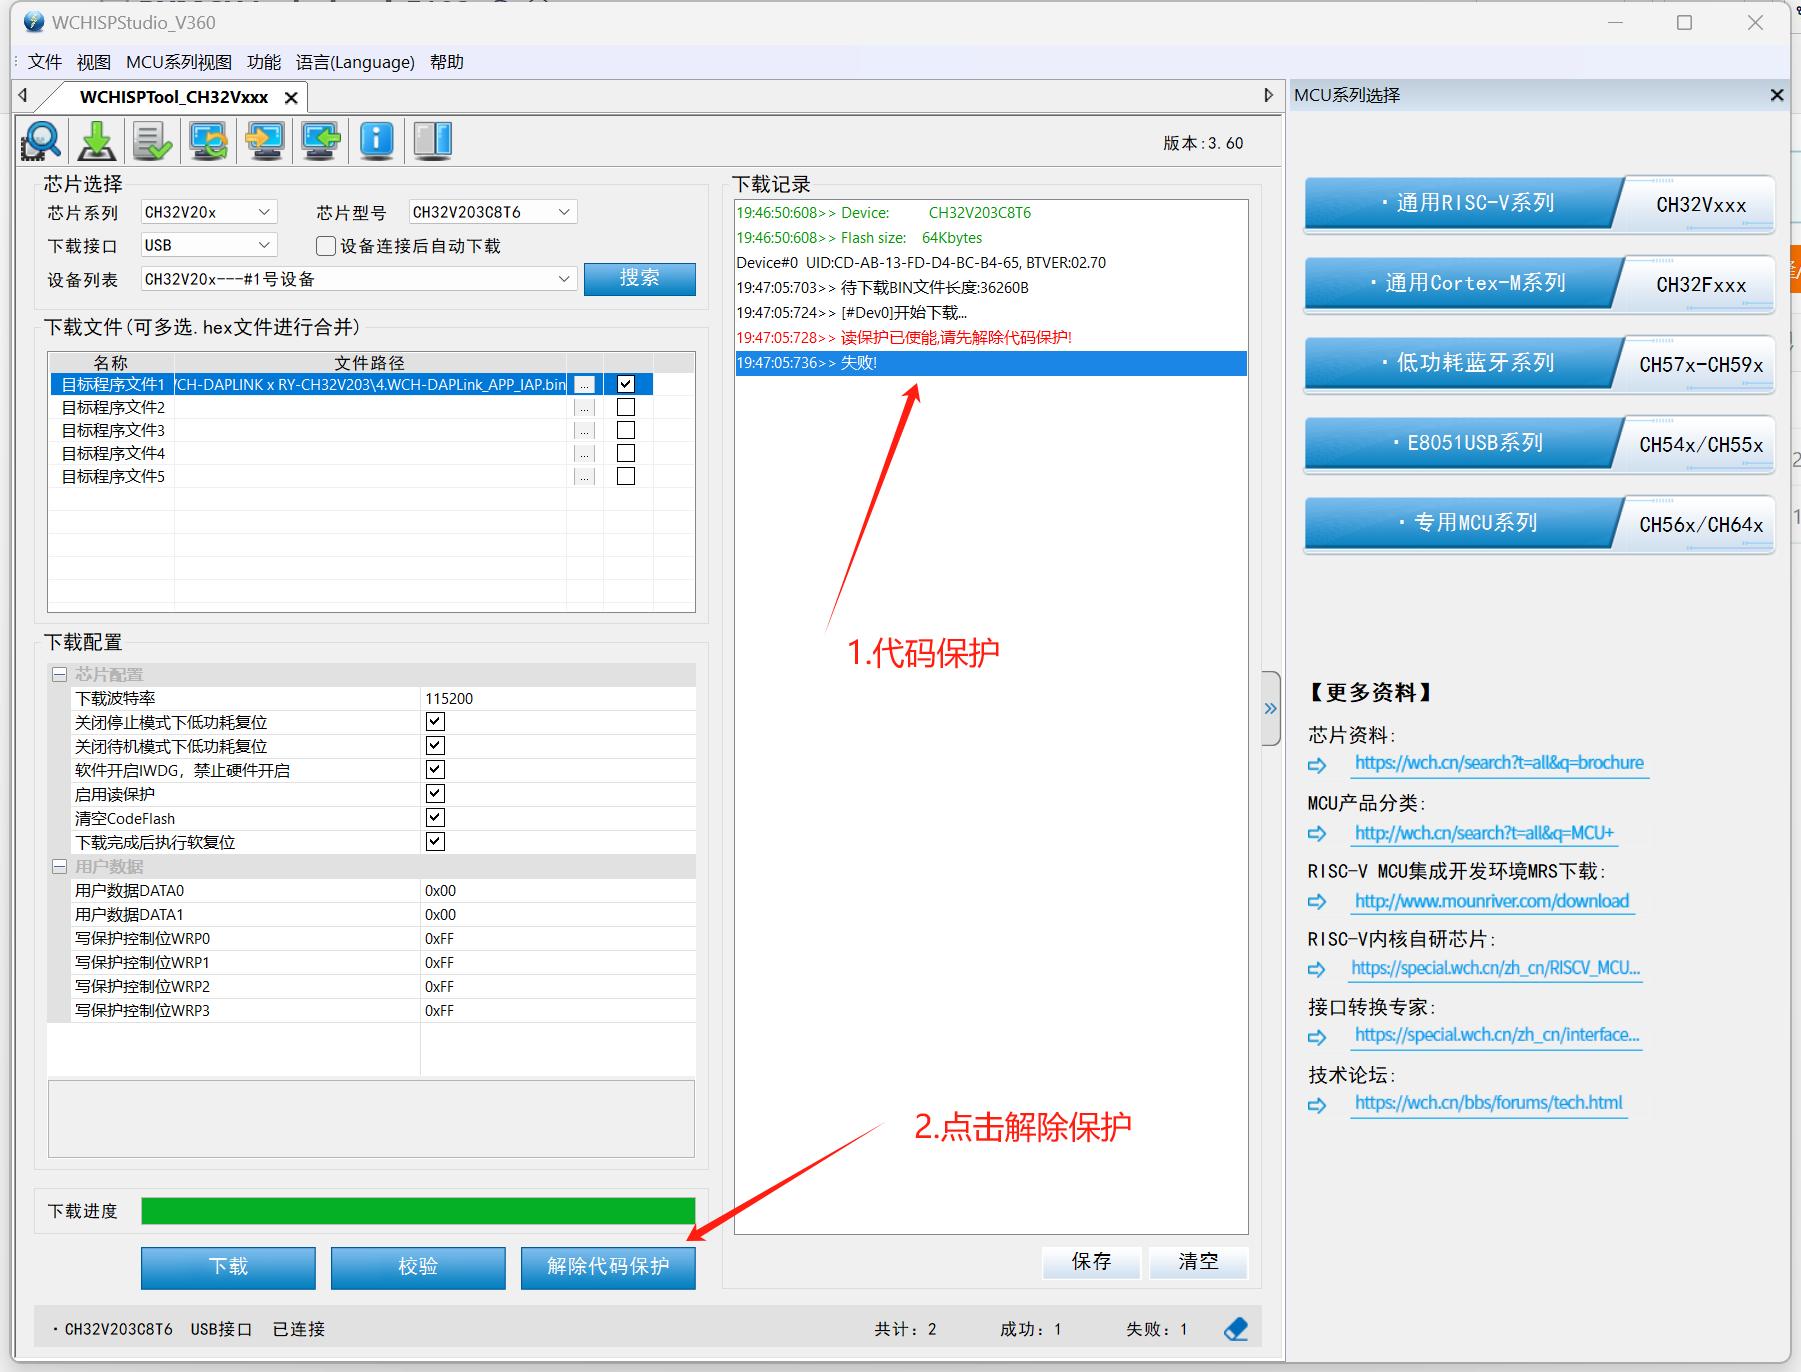 WCHISPStudio_V360
文件 视图 MCU系列视图 功能 语言(Language) 帮助
WCHISPTool_CH32Vxxx
MCU系列选择
版本:3.60
芯片选择
芯片系列 CH32V20x 芯片型号 CH32V203C8T6
下载接口 USB 设备连接后自动下载
设备列表 CH32V20x---#1号设备 搜索
下载文件(可多选.hex文件进行合并)
名称 文件路径
目标程序文件1 /CH-DAPLINK x RY-CH32V203\4.WCH-DAPLink_APP_IAP.bin ...
目标程序文件2 ...
目标程序文件3 ...
目标程序文件4 ...
目标程序文件5 ...
下载配置
芯片配置
下载波特率 115200
关闭停止模式下低功耗复位
关闭待机模式下低功耗复位
软件开启IWDG，禁止硬件开启
启用读保护
清空CodeFlash
下载完成后执行软复位
用户数据
用户数据DATA0 0x00
用户数据DATA1 0x00
写保护控制位WRP0 0xFF
写保护控制位WRP1 0xFF
写保护控制位WRP2 0xFF
写保护控制位WRP3 0xFF
下载进度
下载 校验 解除代码保护
下载记录
19:46:50:608>> Device: CH32V203C8T6
19:46:50:608>> Flash size: 64Kbytes
Device#0 UID:CD-AB-13-FD-D4-BC-B4-65, BTVER:02.70
19:47:05:703>> 待下载BIN文件长度:36260B
19:47:05:724>> [#Dev0]开始下载...
19:47:05:728>> 读保护已使能,请先解除代码保护!
19:47:05:736>> 失败!
1.代码保护
2.点击解除保护
保存 清空
·CH32V203C8T6 USB接口 已连接 共计: 2 成功: 1 失败: 1
·通用RISC-V系列 CH32Vxxx
·通用Cortex-M系列 CH32Fxxx
·低功耗蓝牙系列 CH57x-CH59x
·E8051USB系列 CH54x/CH55x
·专用MCU系列 CH56x/CH64x
【更多资料】
芯片资料:
https://wch.cn/search?t=all&q=brochure
MCU产品分类:
http://wch.cn/search?t=all&q=MCU+
RISC-V MCU集成开发环境MRS下载:
http://www.mounriver.com/download
RISC-V内核自研芯片:
https://special.wch.cn/zh_cn/RISCV_MCU...
接口转换专家:
https://special.wch.cn/zh_cn/interface...
技术论坛:
https://wch.cn/bbs/forums/tech.html